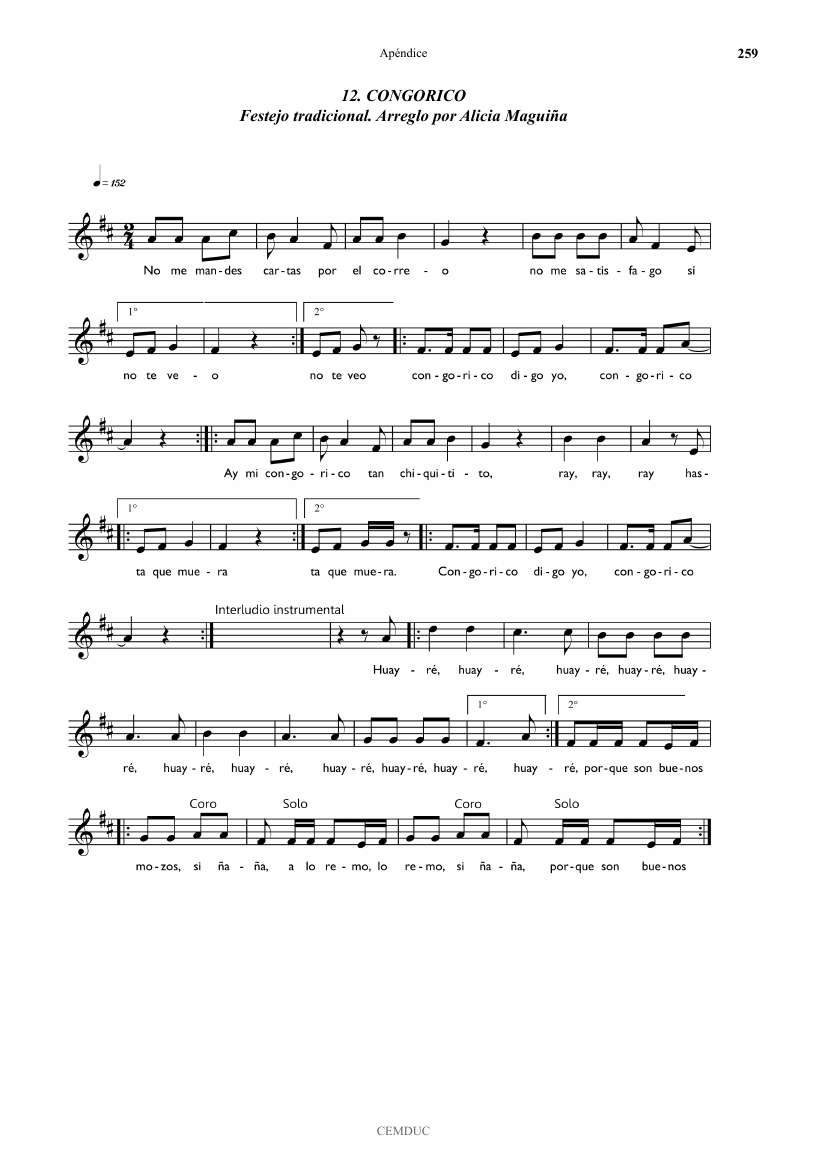 Apéndice
259
12. CONGORICO
Festejo tradicional. Arreglo por Alicia Maguiña
= 152
2
4
No me man - des car - tas por el co - rre - o no me sa - tis - fa - go si
1° 2°
no te ve - o no te veo con - go - ri - co di - go yo, con - go - ri - co
Ay mi con - go - ri - co tan chi - qui - ti - to, ray, ray, ray has -
1° 2°
ta que mue - ra ta que mue - ra. Con - go - ri - co di - go yo, con - go - ri - co
Interludio instrumental
Huay - ré, huay - ré, huay - ré, huay - ré, huay -
1° 2°
ré, huay - ré, huay - ré, huay - ré, huay - ré, huay - ré, huay - ré, por - que son bue - nos
Coro Solo Coro Solo
mo - zos, si ña - ña, a lo re - mo, lo re - mo, si ña - ña, por - que son bue - nos
CEMDUC